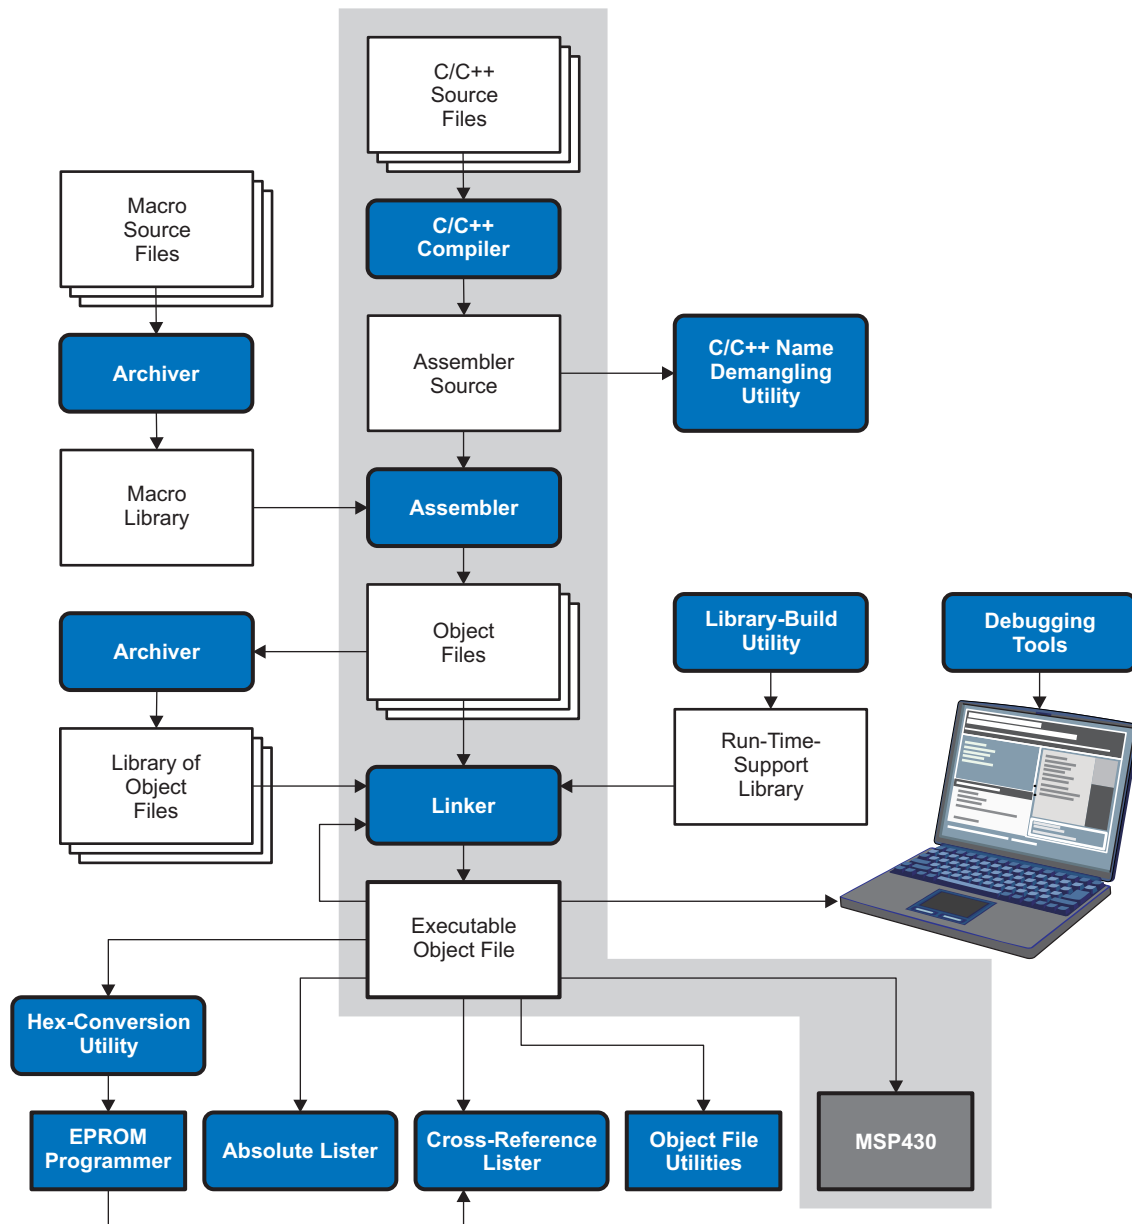 C/C++
Source
Files
Macro
Source
Files
C/C++
Compiler
Archiver
Assembler
Source
C/C++ Name
Demangling
Utility
Macro
Library
Assembler
Archiver
Object
Files
Library-Build
Utility
Debugging
Tools
Library of
Object
Files
Linker
Run-Time-
Support
Library
Executable
Object File
Hex-Conversion
Utility
EPROM
Programmer
Absolute Lister
Cross-Reference
Lister
Object File
Utilities
MSP430